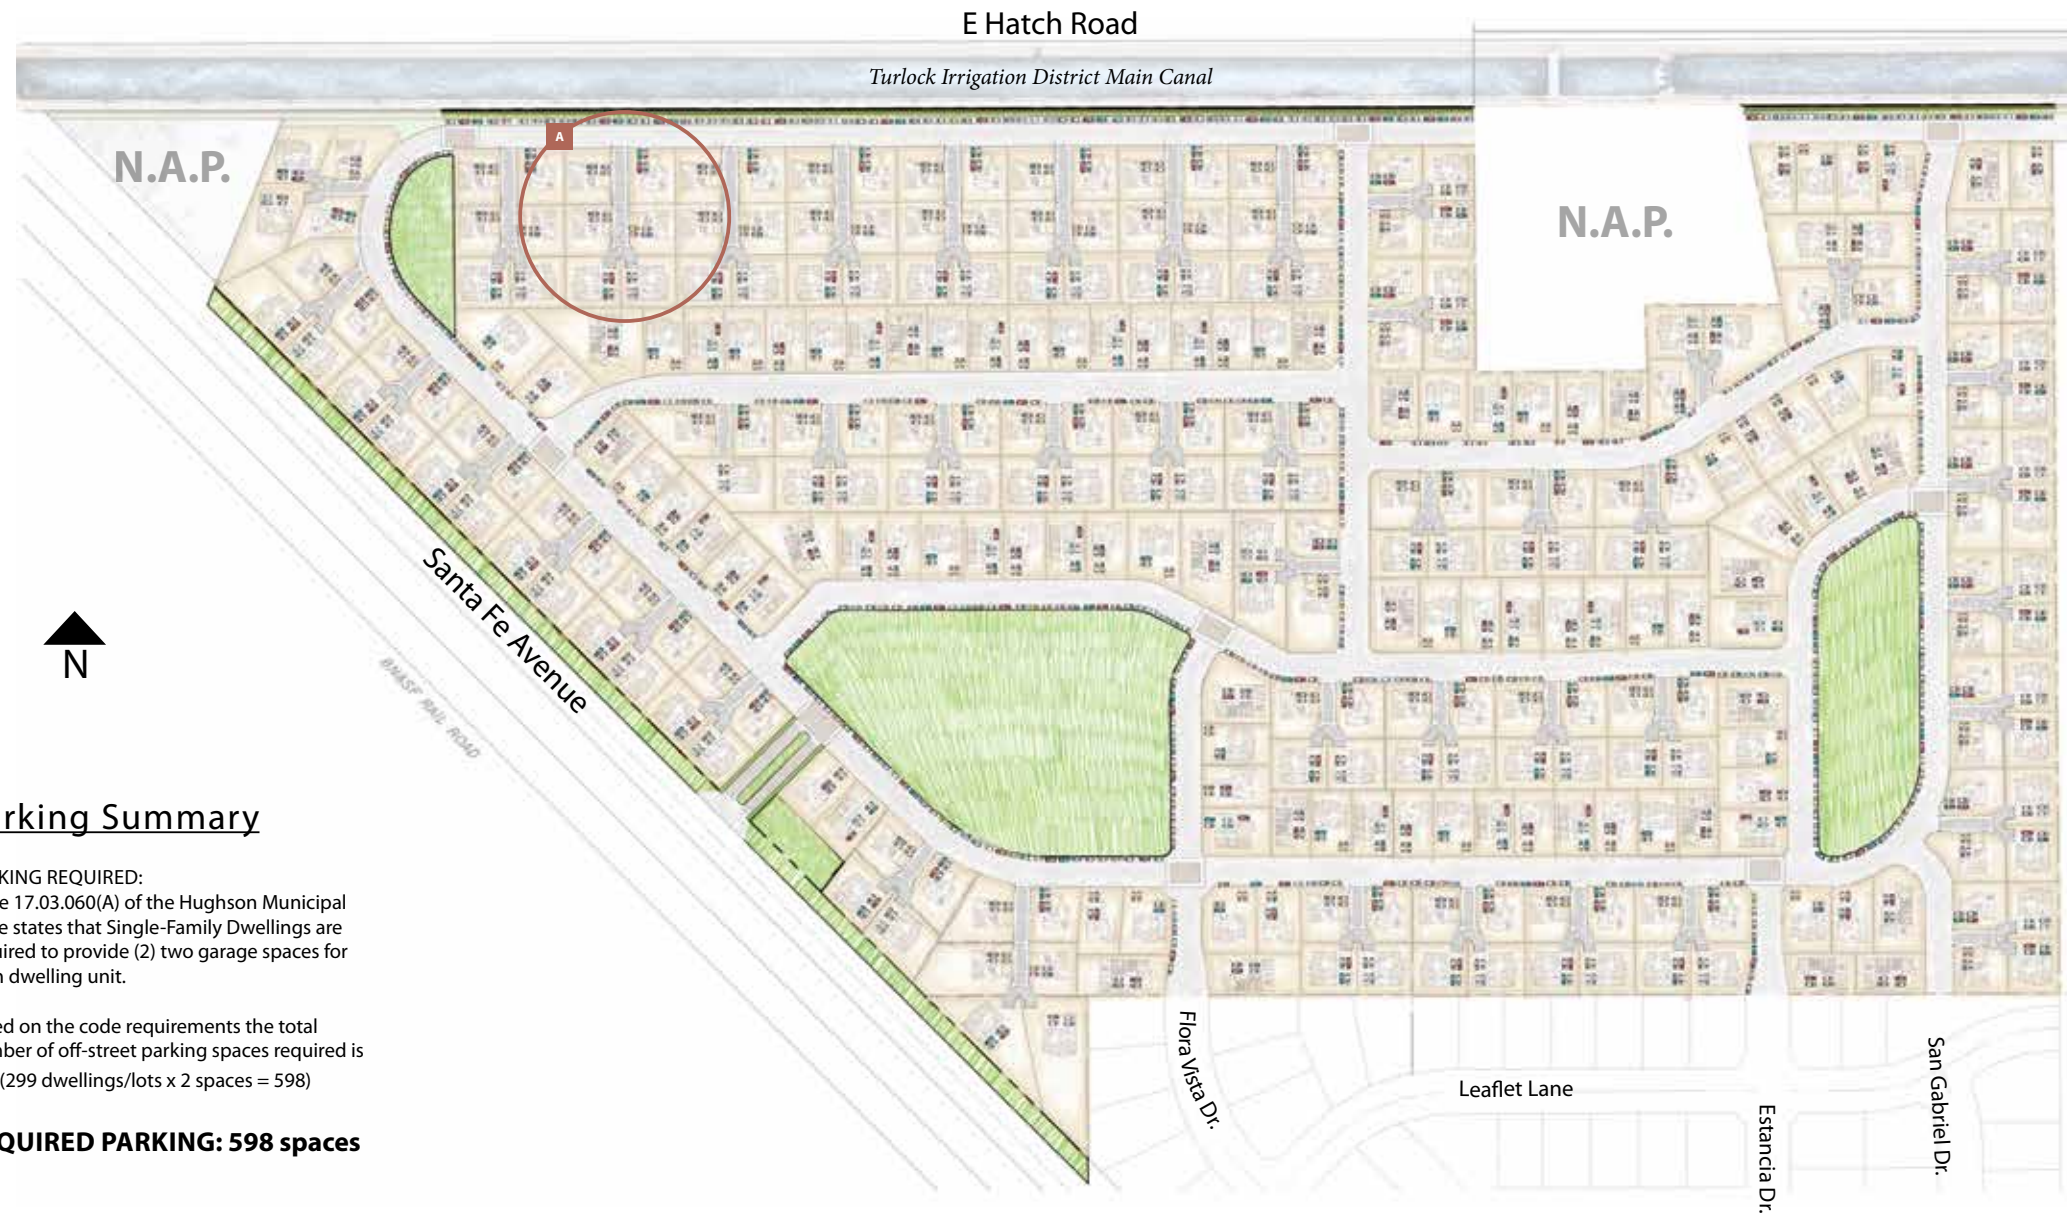 E Hatch Road
Turlock Irrigation District Main Canal
A
N.A.P.
N.A.P.
Santa Fe Avenue
BNASF RAIL ROAD
N
rking Summary
KING REQUIRED:
e 17.03.060(A) of the Hughson Municipal
e states that Single-Family Dwellings are
uired to provide (2) two garage spaces for
h dwelling unit.
ed on the code requirements the total
ber of off-street parking spaces required is
(299 dwellings/lots x 2 spaces = 598)
QUIRED PARKING: 598 spaces
Flora Vista Dr.
Leaflet Lane
Estancia Dr.
San Gabriel Dr.